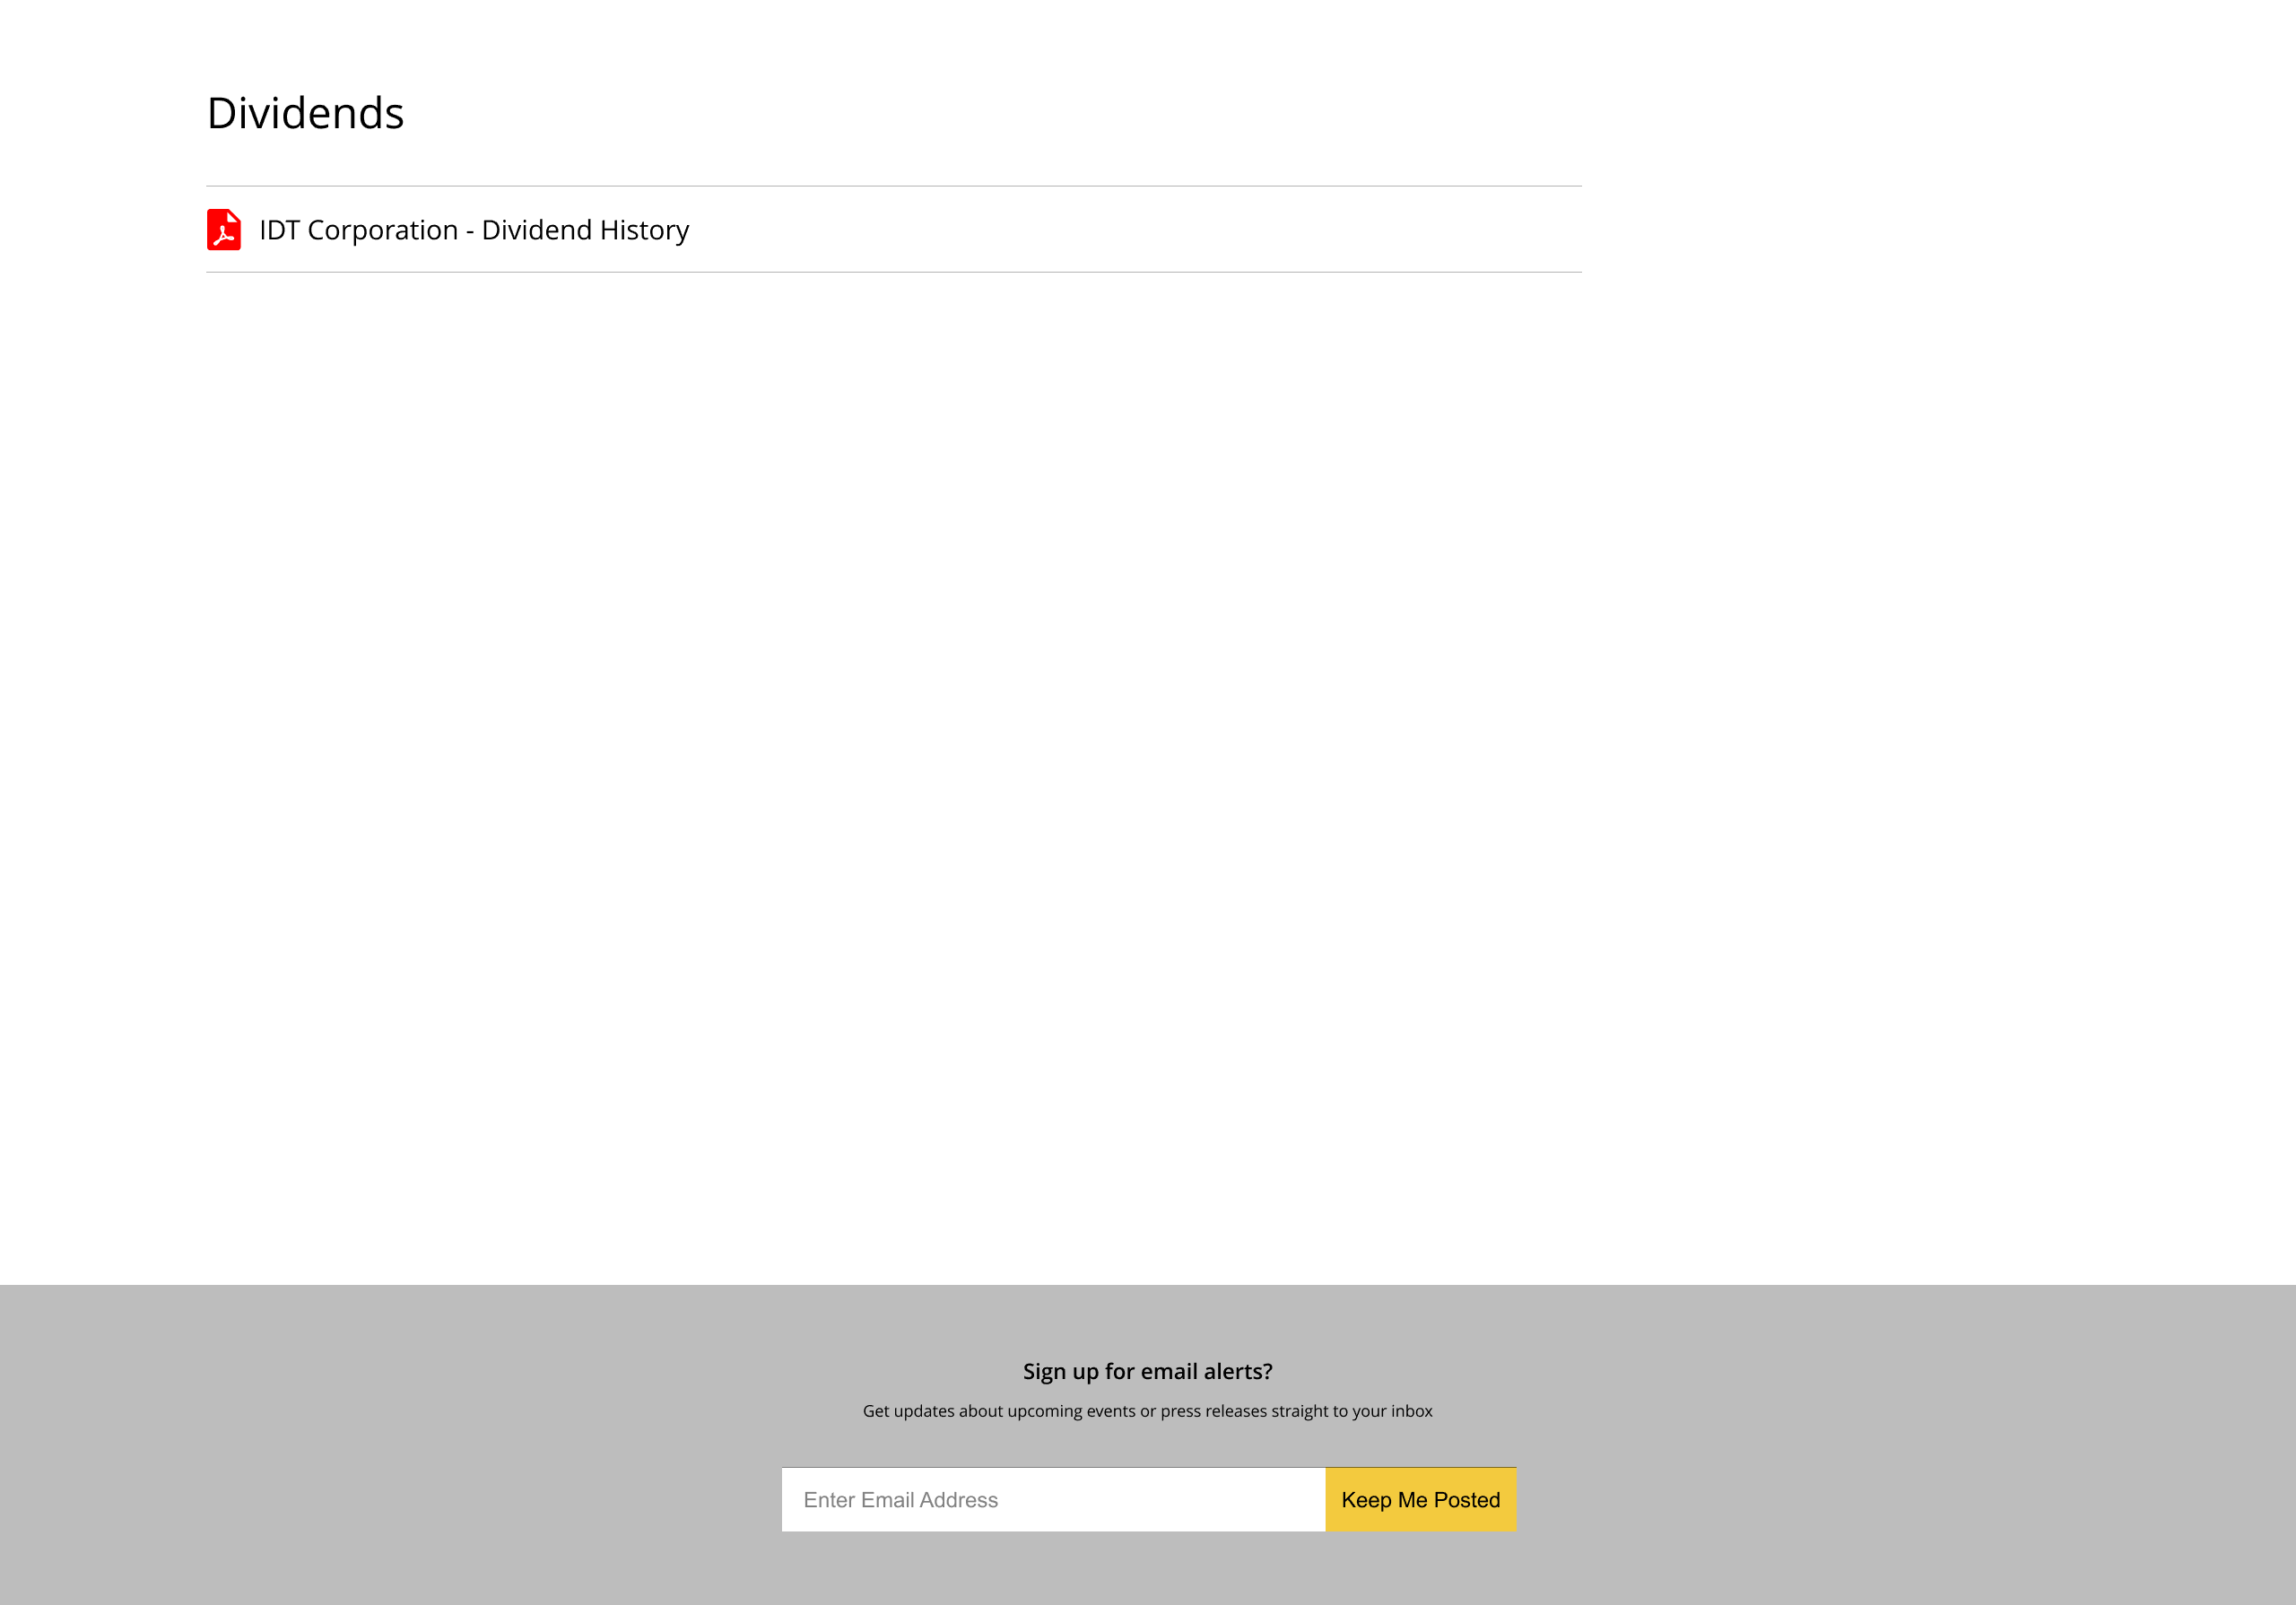 Dividends
IDT Corporation - Dividend History
Sign up for email alerts?
Get updates about upcoming events or press releases straight to your inbox
Enter Email Address
Keep Me Posted